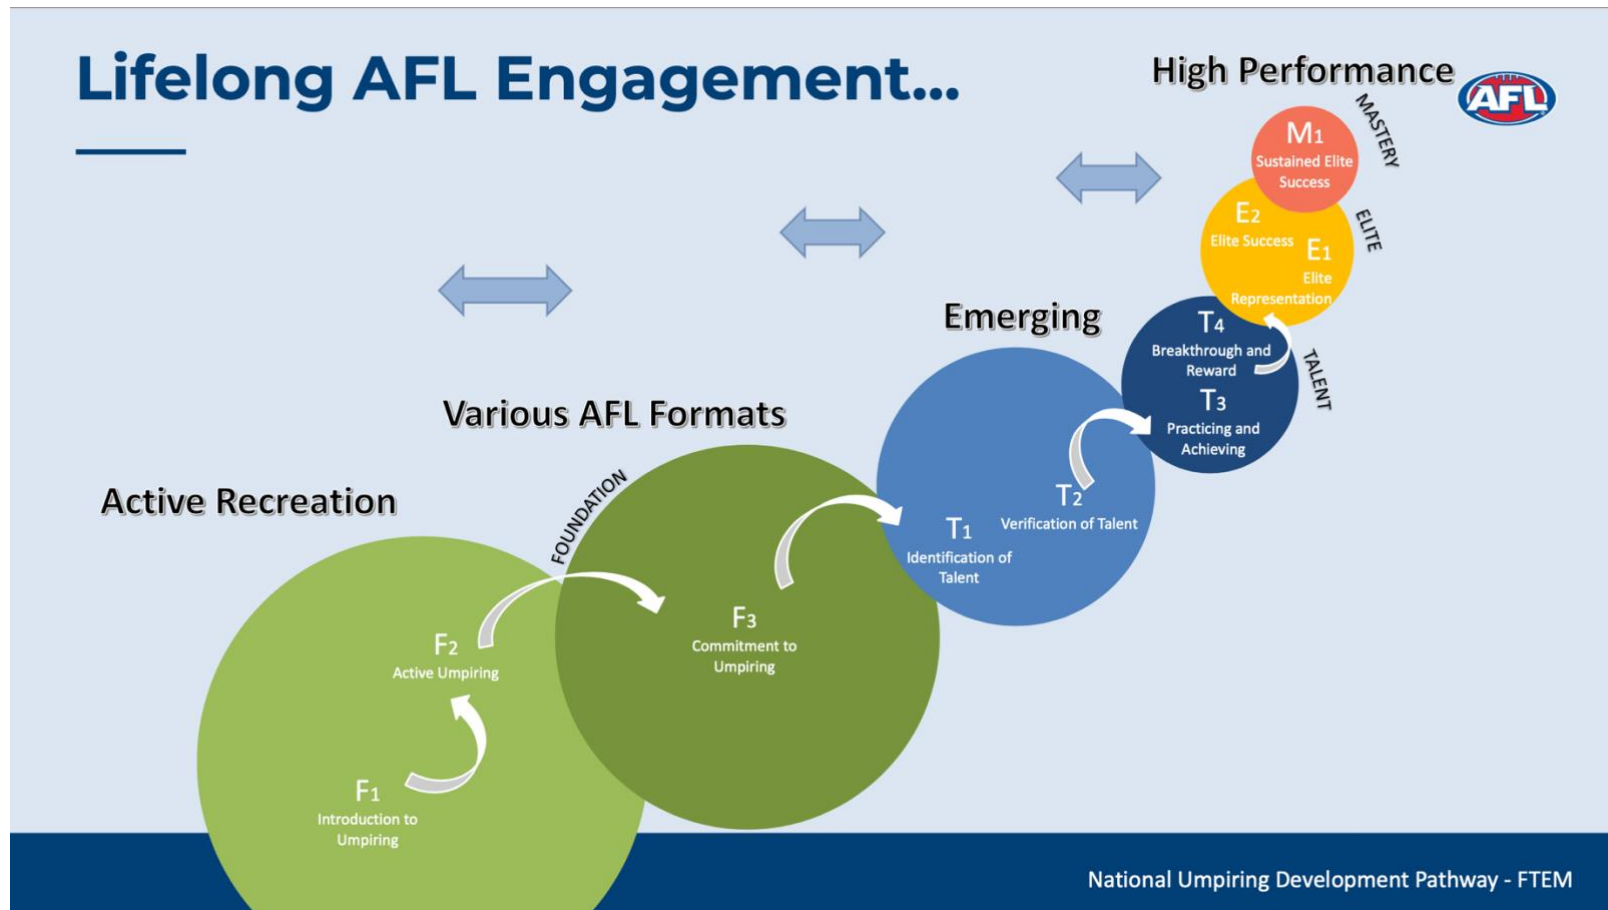 Lifelong AFL Engagement...
High Performance
AFL
MASTERY
M1
Sustained Elite
Success
ELITE
E2
Elite Success
E1
Elite
Representation
Emerging
T4
Breakthrough and
Reward
TALENT
T3
Practicing and
Achieving
Various AFL Formats
T2
Verification of Talent
T1
Identification of
Talent
Active Recreation
FOUNDATION
F3
Commitment to
Umpiring
F2
Active Umpiring
F1
Introduction to
Umpiring
National Umpiring Development Pathway - FTEM